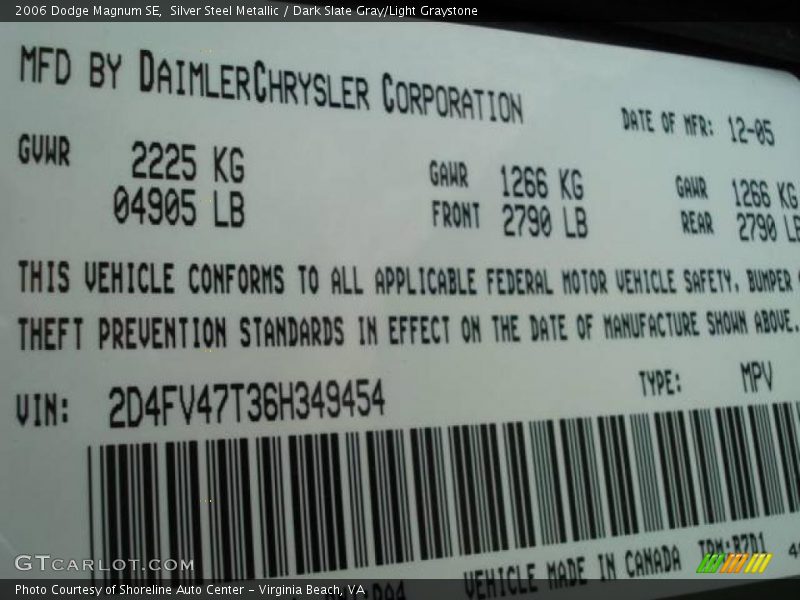 2006 Dodge Magnum SE, Silver Steel Metallic / Dark Slate Gray/Light Graystone
MFD BY DAIMLERCHRYSLER CORPORATION
DATE OF MFR: 12-05
GVWR 2225 KG
04905 LB
GAWR 1266 KG
FRONT 2790 LB
GAWR 1266 KG
REAR 2790 LB
THIS VEHICLE CONFORMS TO ALL APPLICABLE FEDERAL MOTOR VEHICLE SAFETY, BUMPER
THEFT PREVENTION STANDARDS IN EFFECT ON THE DATE OF MANUFACTURE SHOWN ABOVE.
VIN: 2D4FV47T36H349454
TYPE: MPV
VEHICLE MADE IN CANADA
GTCARLOT.COM
Photo Courtesy of Shoreline Auto Center - Virginia Beach, VA